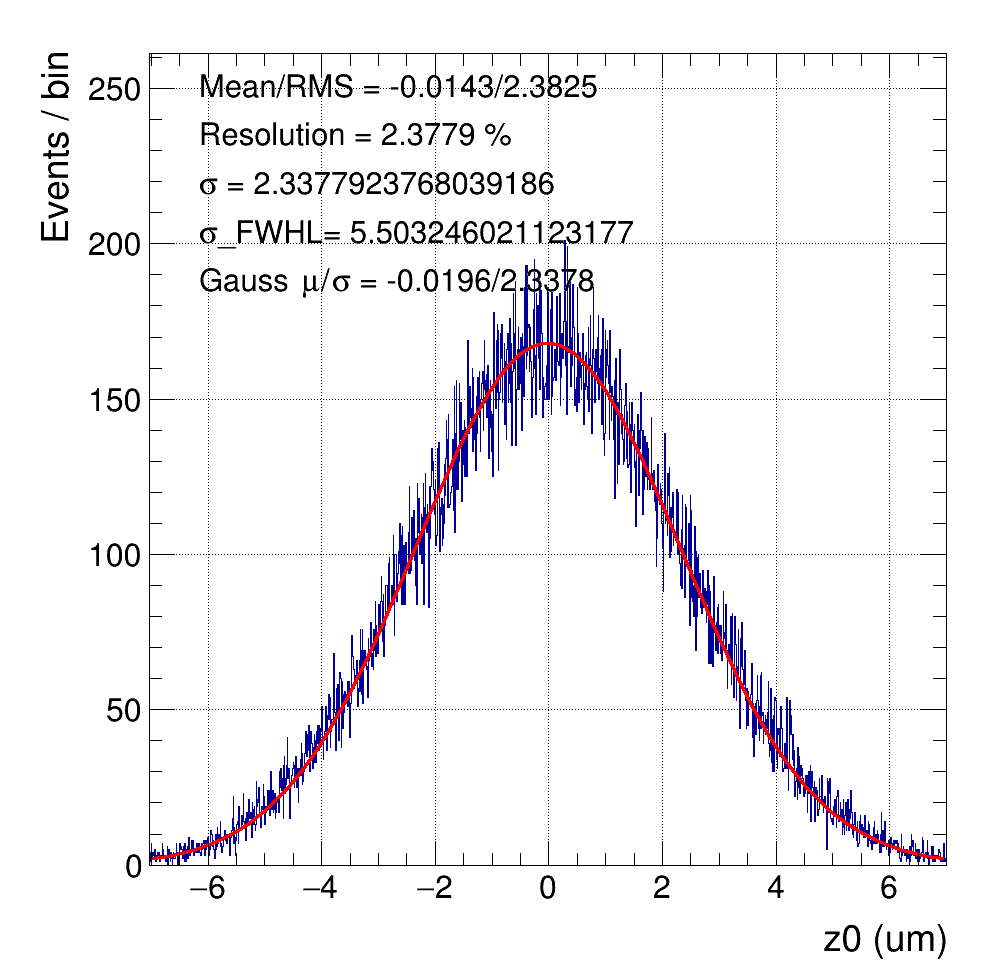 Events / bin
250
200
150
100
50
0
Mean/RMS = -0.0143/2.3825
Resolution = 2.3779 %
σ = 2.3377923768039186
σ_FWHL= 5.503246021123177
Gauss μ/σ = -0.0196/2.3378
−6 −4 −2 0 2 4 6
z0 (um)